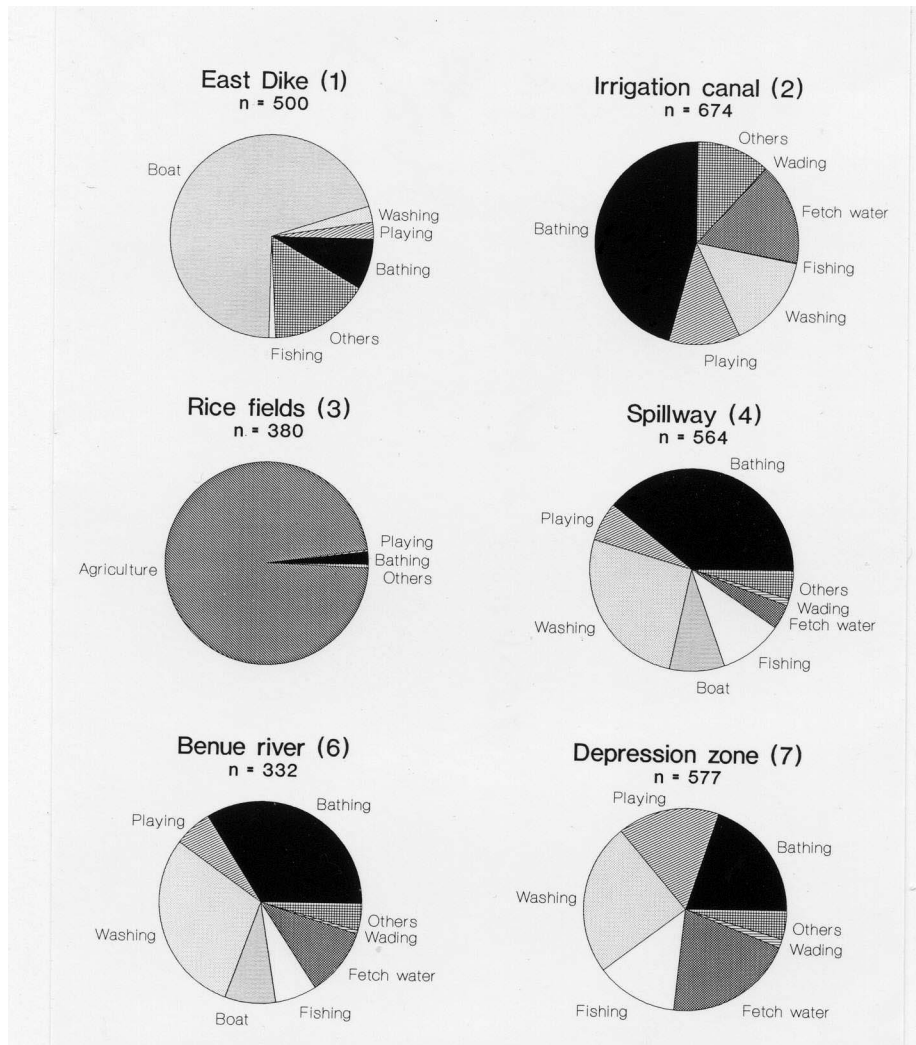 East Dike (1)
n = 500
Boat
Washing
Playing
Bathing
Others
Fishing
Irrigation canal (2)
n = 674
Others
Wading
Fetch water
Bathing
Fishing
Washing
Playing
Rice fields (3)
n = 380
Playing
Bathing
Others
Agriculture
Spillway (4)
n = 564
Bathing
Playing
Others
Wading
Fetch water
Washing
Fishing
Boat
Benue river (6)
n = 332
Bathing
Playing
Others
Wading
Washing
Fetch water
Fishing
Boat
Depression zone (7)
n = 577
Playing
Bathing
Washing
Others
Wading
Fishing
Fetch water